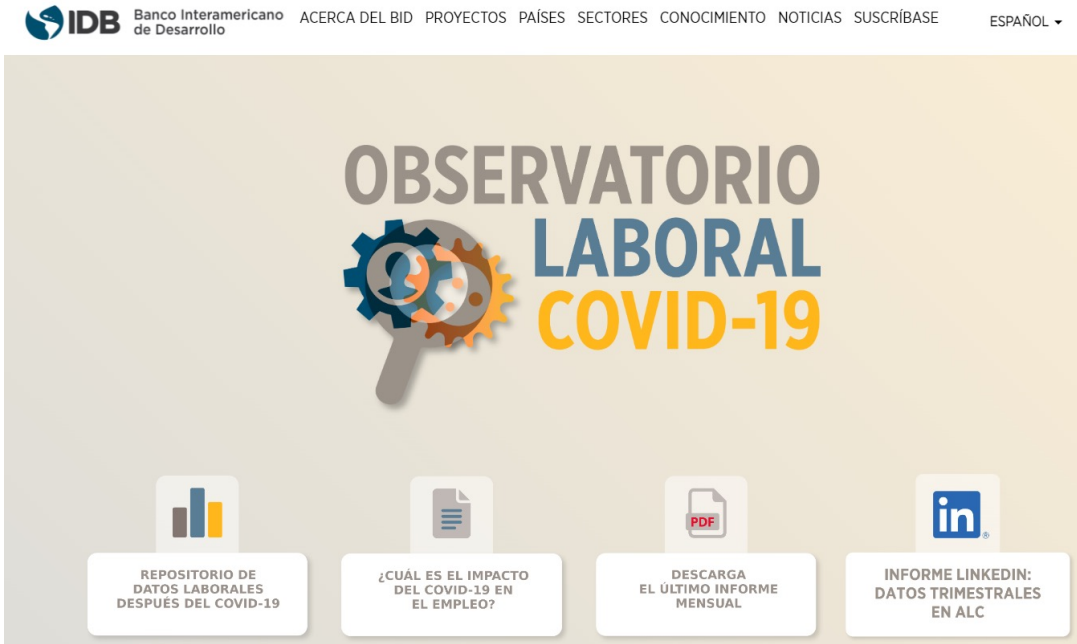 IDB
Banco Interamericano
de Desarrollo
ACERCA DEL BID PROYECTOS PAÍSES SECTORES CONOCIMIENTO NOTICIAS SUSCRÍBASE
ESPAÑOL
OBSERVATORIO
LABORAL
COVID-19
REPOSITORIO DE
DATOS LABORALES
DESPUÉS DEL COVID-19
¿CUÁL ES EL IMPACTO
DEL COVID-19 EN
EL EMPLEO?
PDF
DESCARGA
EL ÚLTIMO INFORME
MENSUAL
in
INFORME LINKEDIN:
DATOS TRIMESTRALES
EN ALC